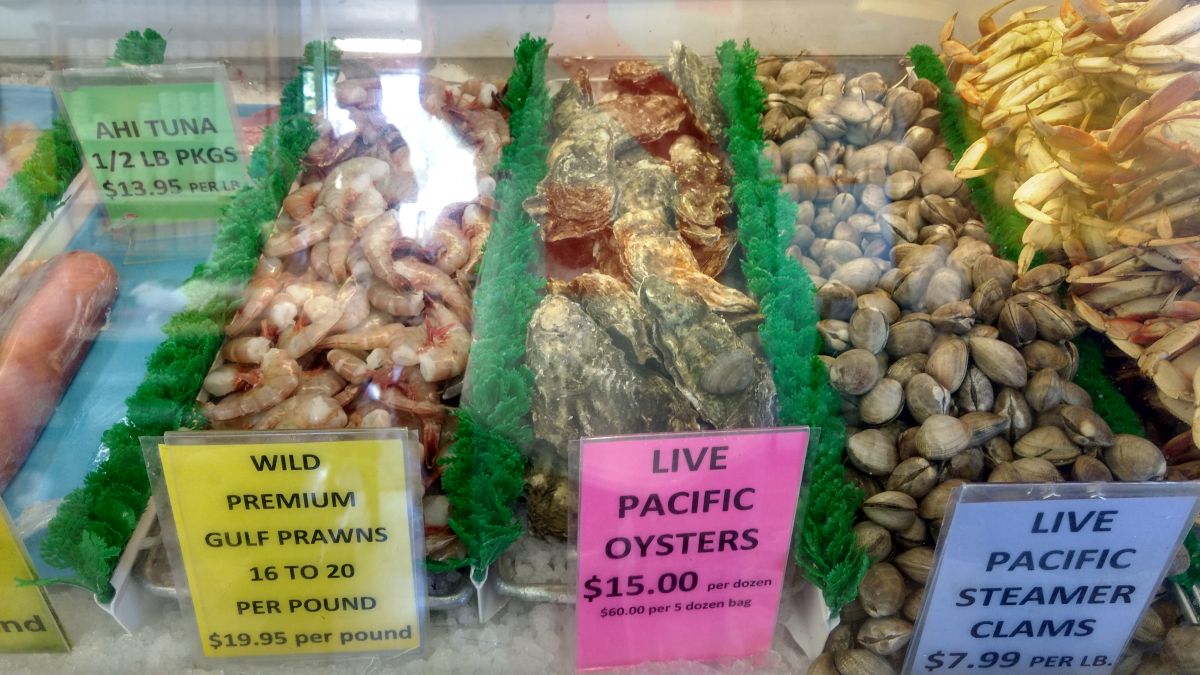 AHI TUNA
1/2 LB PKGS
$13.95 PER LB
WILD
PREMIUM
GULF PRAWNS
16 TO 20
PER POUND
$19.95 per pound
LIVE
PACIFIC
OYSTERS
$15.00 per dozen
$60.00 per 5 dozen bag
LIVE
PACIFIC
STEAMER
CLAMS
$7.99 PER LB.
nd